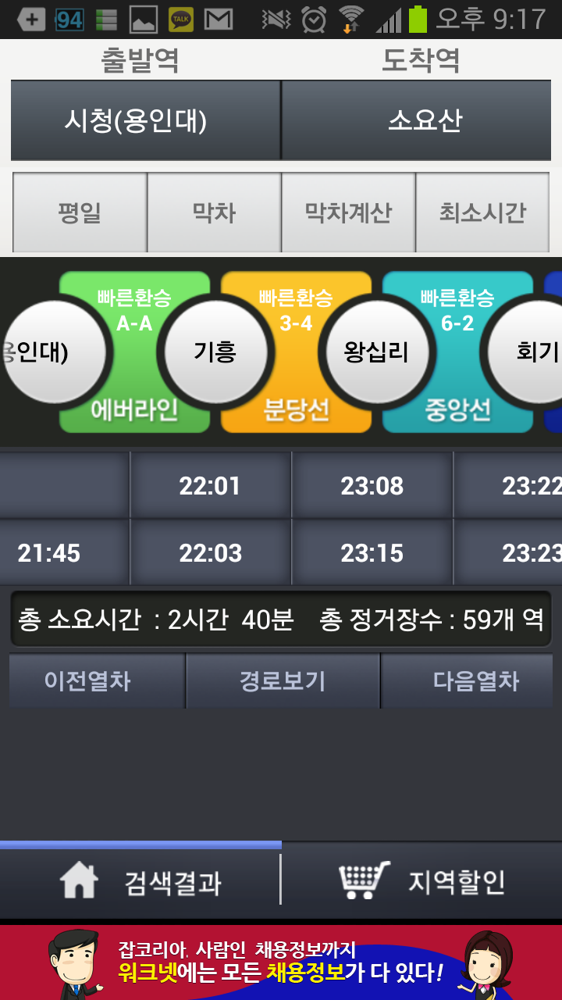 94 TALK 오후 9:17
출발역 도착역
시청(용인대) 소요산
평일 막차 막차계산 최소시간
빠른환승 빠른환승 빠른환승
A-A 3-4 6-2
용인대) 기흥 왕십리 회기
에버라인 분당선 중앙선
22:01 23:08 23:22
21:45 22:03 23:15 23:23
총 소요시간 : 2시간 40분 총 정거장수 : 59개 역
이전열차 경로보기 다음열차
검색결과 지역할인
잡코리아, 사람인 채용정보까지
워크넷에는 모든 채용정보가 다 있다!